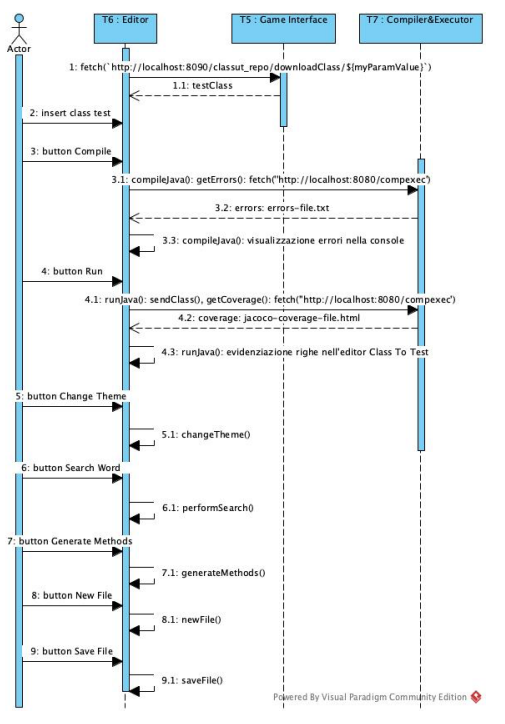 T6 : Editor
T5 : Game Interface
T7 : Compiler&Executor
Actor
1: fetch(`http://localhost:8090/classut_repo/downloadClass/${myParamValue}`)
1.1: testClass
2: insert class test
3: button Compile
3.1: compileJava(): getErrors(): fetch("http://localhost:8080/compexec")
3.2: errors: errors-file.txt
3.3: compileJava(): visualizzazione errori nella console
4: button Run
4.1: runJava(): sendClass(), getCoverage(): fetch("http://localhost:8080/compexec')
4.2: coverage: jacoco-coverage-file.html
4.3: runJava(): evidenziazione righe nell'editor Class To Test
5: button Change Theme
5.1: changeTheme()
6: button Search Word
6.1: performSearch()
7: button Generate Methods
7.1: generateMethods()
8: button New File
8.1: newFile()
9: button Save File
9.1: saveFile()
Powered By Visual Paradigm Community Edition